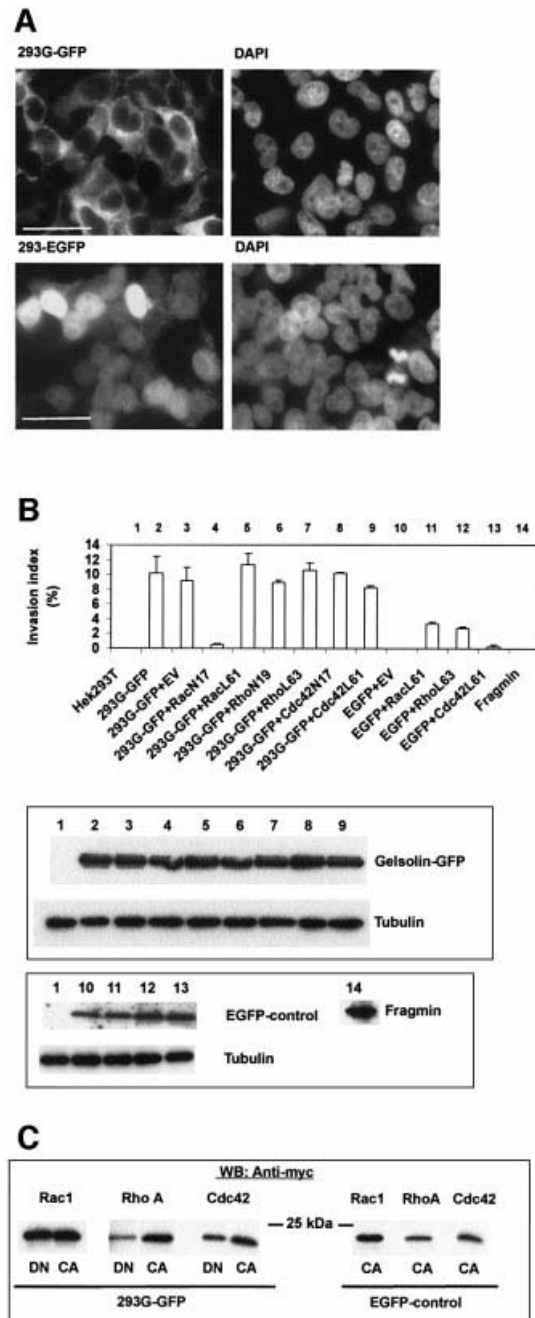 A
293G-GFP DAPI
293-EGFP DAPI
B
1 2 3 4 5 6 7 8 9 10 11 12 13 14
14
12
10
8
6
4
2
0
Invasion index
(%)
Hek293T
293G-GFP
293G-GFP+EV
293G-GFP+RacN17
293G-GFP+RacL61
293G-GFP+RhoN19
293G-GFP+RhoL63
293G-GFP+Cdc42N17
293G-GFP+Cdc42L61
EGFP+EV
EGFP+RacL61
EGFP+RhoL63
EGFP+Cdc42L61
Fragmin
1 2 3 4 5 6 7 8 9
Gelsolin-GFP
Tubulin
1 10 11 12 13 14
EGFP-control Fragmin
Tubulin
C
WB: Anti-myc
Rac1 Rho A Cdc42 Rac1 RhoA Cdc42
25 kDa
DN CA DN CA DN CA CA CA CA
293G-GFP EGFP-control